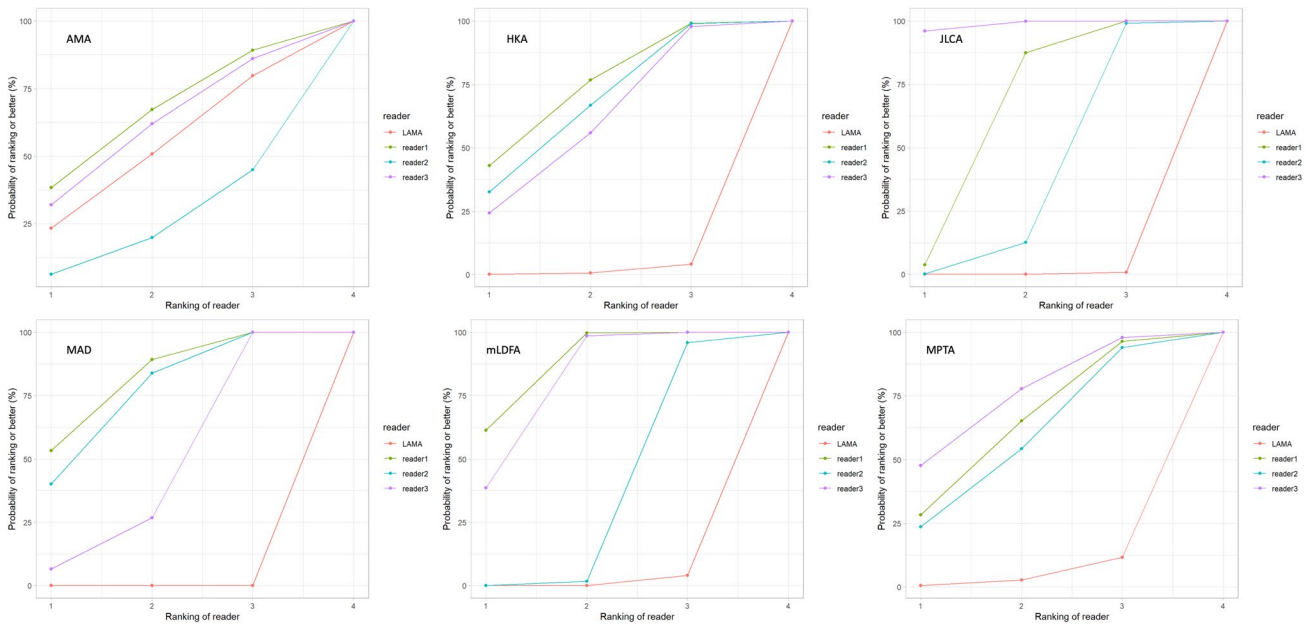 AMA
Probability of ranking or better (%)
100
75
50
25
1
2
3
4
Ranking of reader
reader
LAMA
reader1
reader2
reader3
HKA
Probability of ranking or better (%)
100
75
50
25
0
1
2
3
4
Ranking of reader
reader
LAMA
reader1
reader2
reader3
JLCA
Probability of ranking or better (%)
100
75
50
25
0
1
2
3
4
Ranking of reader
reader
LAMA
reader1
reader2
reader3
MAD
Probability of ranking or better (%)
100
75
50
25
0
1
2
3
4
Ranking of reader
reader
LAMA
reader1
reader2
reader3
mLDFA
Probability of ranking or better (%)
100
75
50
25
0
1
2
3
4
Ranking of reader
reader
LAMA
reader1
reader2
reader3
MPTA
Probability of ranking or better (%)
100
75
50
25
0
1
2
3
4
Ranking of reader
reader
LAMA
reader1
reader2
reader3